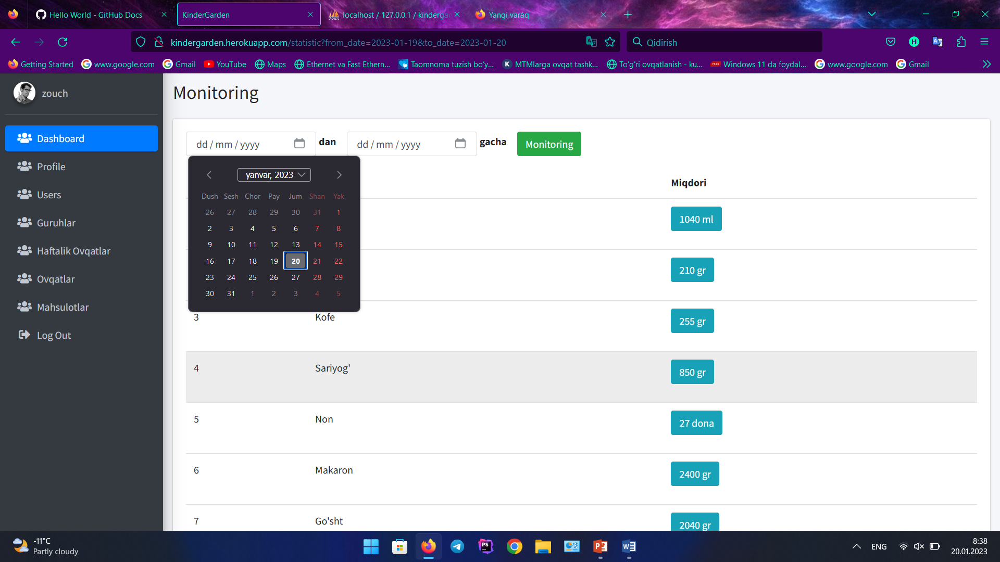 Hello World - GitHub Docs
KinderGarden
localhost / 127.0.0.1 / kinderga
Yangi varaq
kindergarden.herokuapp.com/statistic?from_date=2023-01-19&to_date=2023-01-20
Qidirish
H
Getting Started
www.google.com
Gmail
YouTube
Maps
Ethernet va Fast Ethern...
Taomnoma tuzish bo'y...
K
MTMlarga ovqat tashk...
To'g'ri ovqatlanish - ku...
Windows 11 da foydal...
www.google.com
Gmail
zouch
Dashboard
Profile
Users
Guruhlar
Haftalik Ovqatlar
Ovqatlar
Mahsulotlar
Log Out
Monitoring
dd / mm / yyyy dan dd / mm / yyyy gacha Monitoring
yanvar, 2023
Dush Sesh Chor Pay Jum Shan Yak
26 27 28 29 30 31 1
2 3 4 5 6 7 8
9 10 11 12 13 14 15
16 17 18 19 20 21 22
23 24 25 26 27 28 29
30 31 1 2 3 4 5
Miqdori
1040 ml
210 gr
3 Kofe 255 gr
4 Sariyog' 850 gr
5 Non 27 dona
6 Makaron 2400 gr
7 Go'sht 2040 gr
-11°C
Partly cloudy
PS
P
W
ENG
8:38
20.01.2023